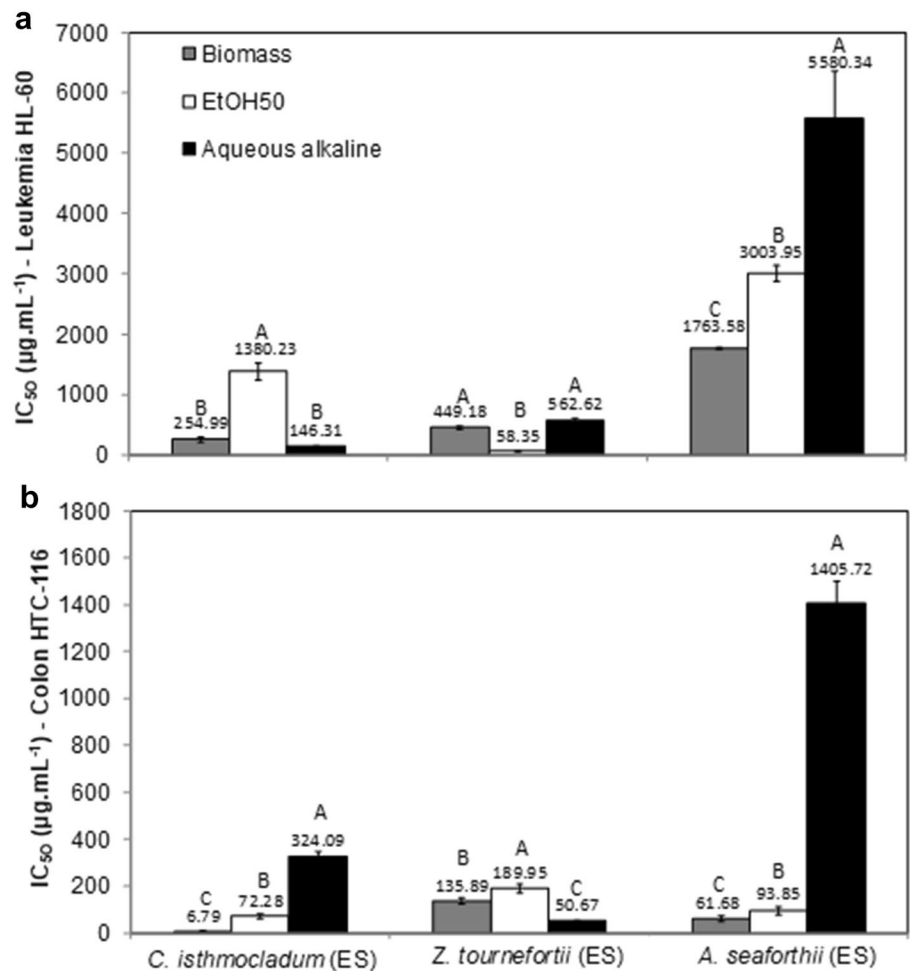 a
IC₅₀ (µg.mL⁻¹) - Leukemia HL-60
7000
6000
5000
4000
3000
2000
1000
0
Biomass
EtOH50
Aqueous alkaline
B
254.99
A
1380.23
B
146.31
A
449.18
B
58.35
A
562.62
C
1763.58
B
3003.95
A
5580.34
b
IC₅₀ (µg.mL⁻¹) - Colon HTC-116
1800
1600
1400
1200
1000
800
600
400
200
0
C
6.79
B
72.28
A
324.09
B
135.89
A
189.95
C
50.67
C
61.68
B
93.85
A
1405.72
C. isthmocladum (ES) Z. tournefortii (ES) A. seaforthii (ES)